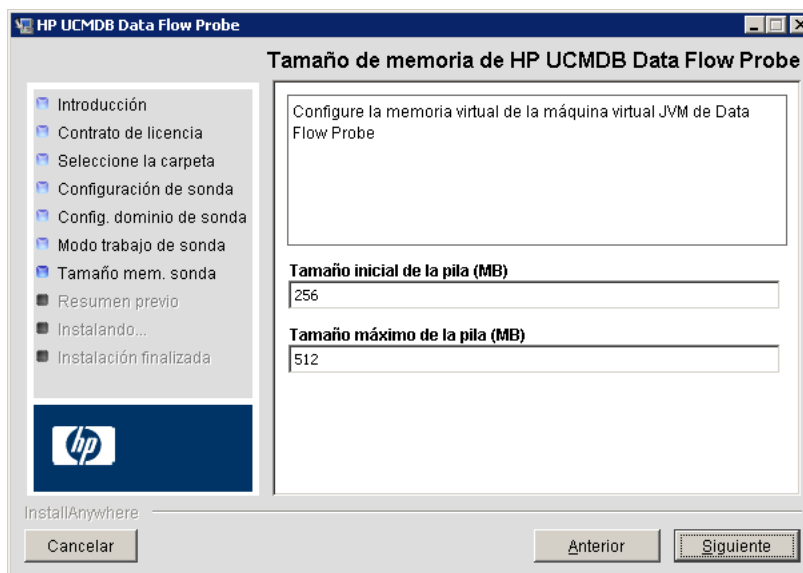 HP UCMDB Data Flow Probe
Tamaño de memoria de HP UCMDB Data Flow Probe
Introducción
Contrato de licencia
Seleccione la carpeta
Configuración de sonda
Config. dominio de sonda
Modo trabajo de sonda
Tamaño mem. sonda
Resumen previo
Instalando...
Instalación finalizada
hp
Configure la memoria virtual de la máquina virtual JVM de Data
Flow Probe
Tamaño inicial de la pila (MB)
256
Tamaño máximo de la pila (MB)
512
InstallAnywhere
Cancelar
Anterior
Siguiente